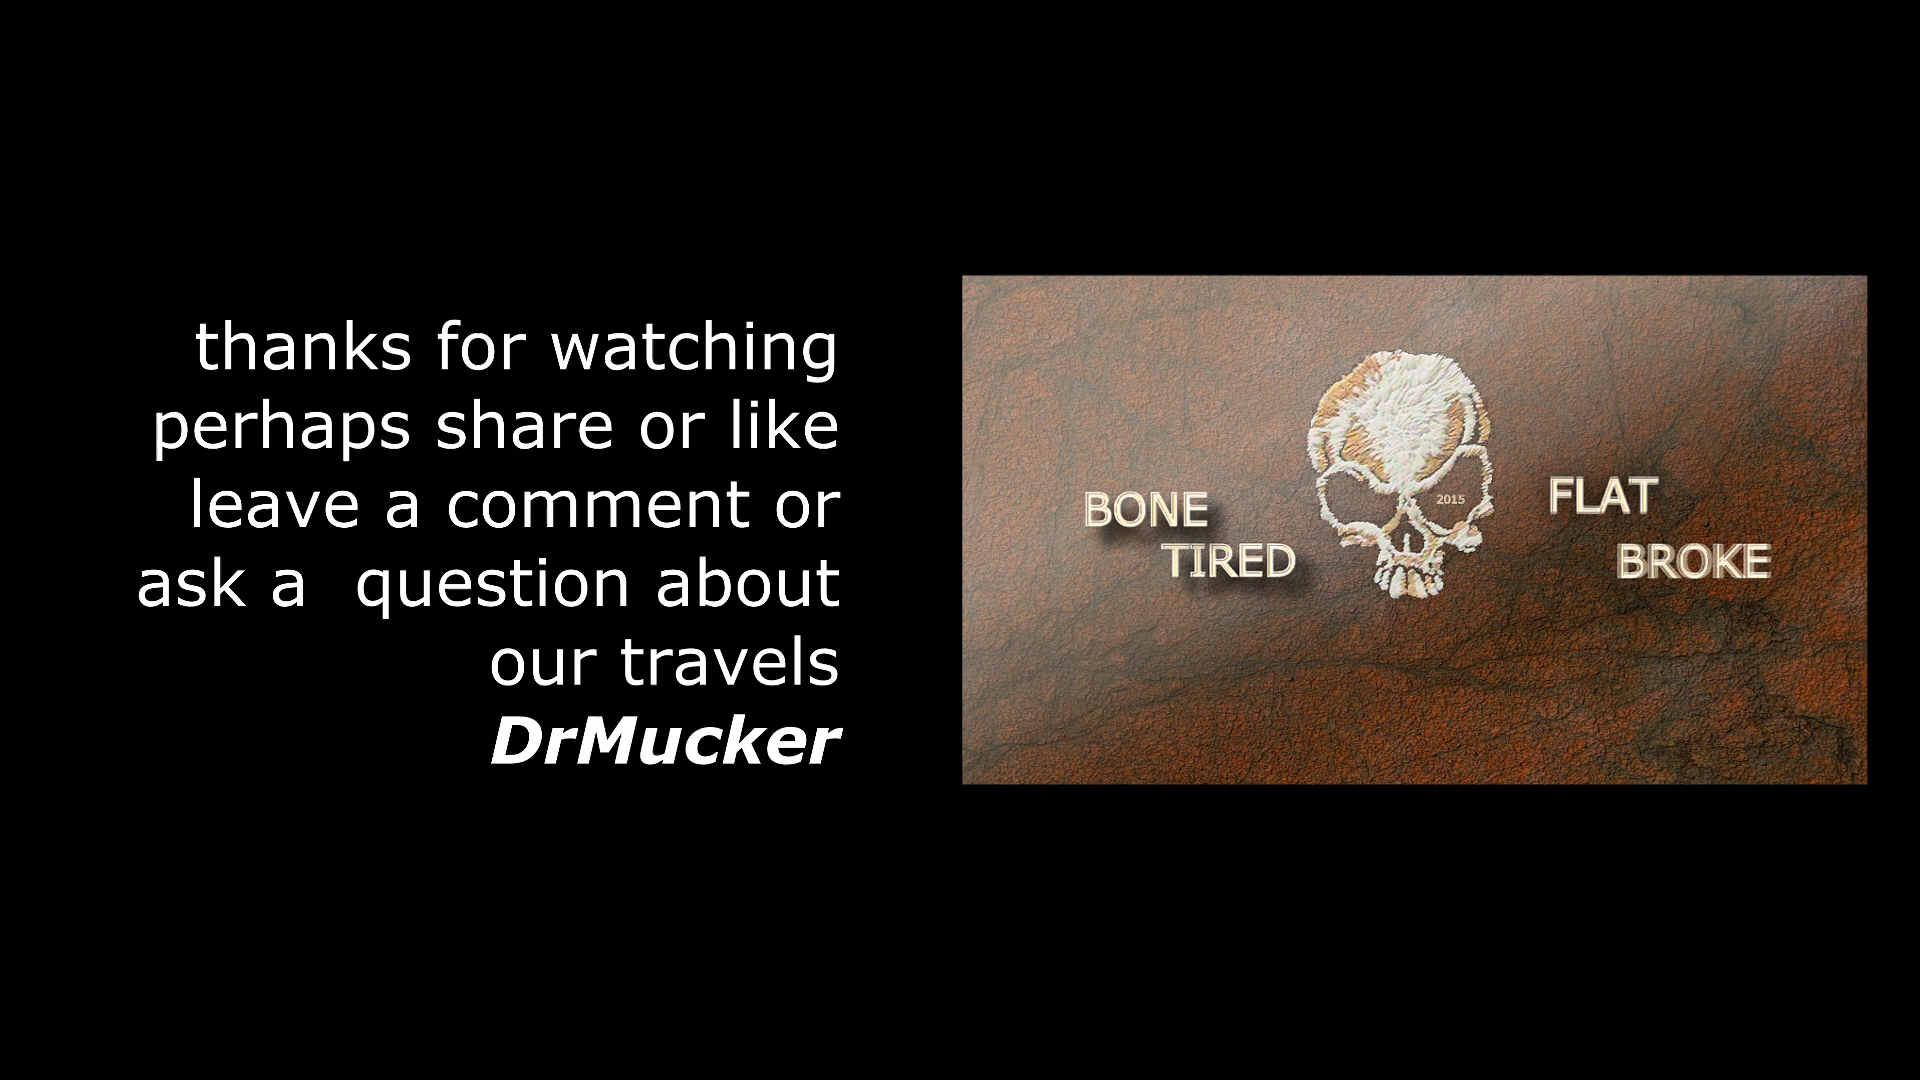 thanks for watching
perhaps share or like
leave a comment or
ask a  question about
our travels
DrMucker
BONE
TIRED
2015
FLAT
BROKE